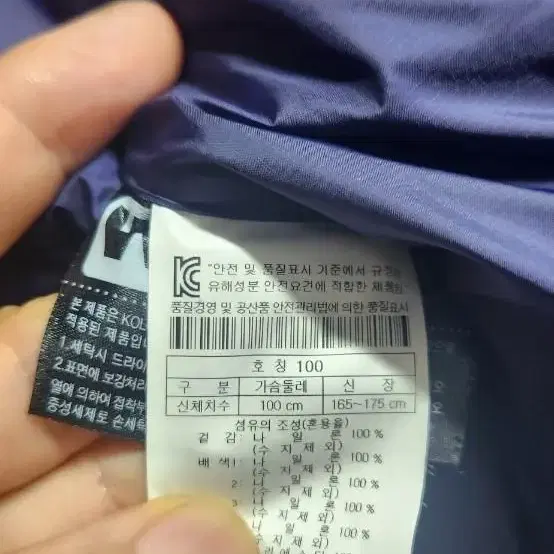 "안전 및 품질표시 기준에서 규정한
유해성분 안전요건에 적합한 제품임"
품질경영 및 공산품 안전관리법에 의한 품질표시
호 칭 100
구 분 가슴둘레 신 장
신체치수 100 cm 165~175 cm
섬유의 조성(혼용율)
겉 감: 나 일 론 100 %
(수 지 제 외)
배 색1: 나 일 론 100 %
(수 지 제 외)
2: 나 일 론 100 %
(수 지 제 외)
3 나 일 론 100 %
(수 지 제 외)
100 %
본 제품은 KOL
적용된 제품입니
1.세탁시 드라이
2.표면에 보강처리
열에 의하여 접착부
중성세제로 손세탁